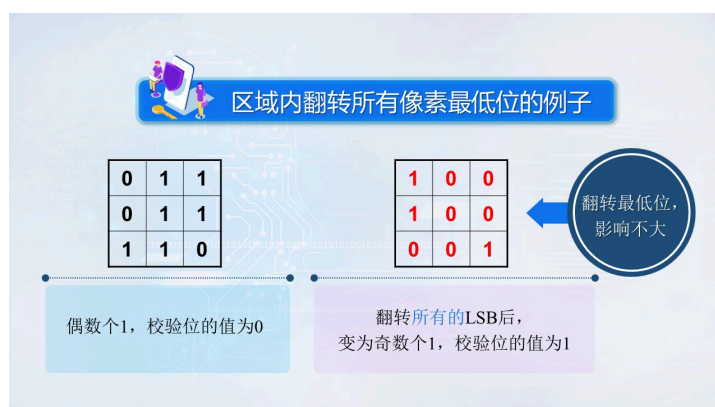 区域内翻转所有像素最低位的例子
0 1 1
0 1 1
1 1 0
1 0 0
1 0 0
0 0 1
翻转最低位，
影响不大
偶数个1，校验位的值为0
翻转所有的LSB后，
变为奇数个1，校验位的值为1